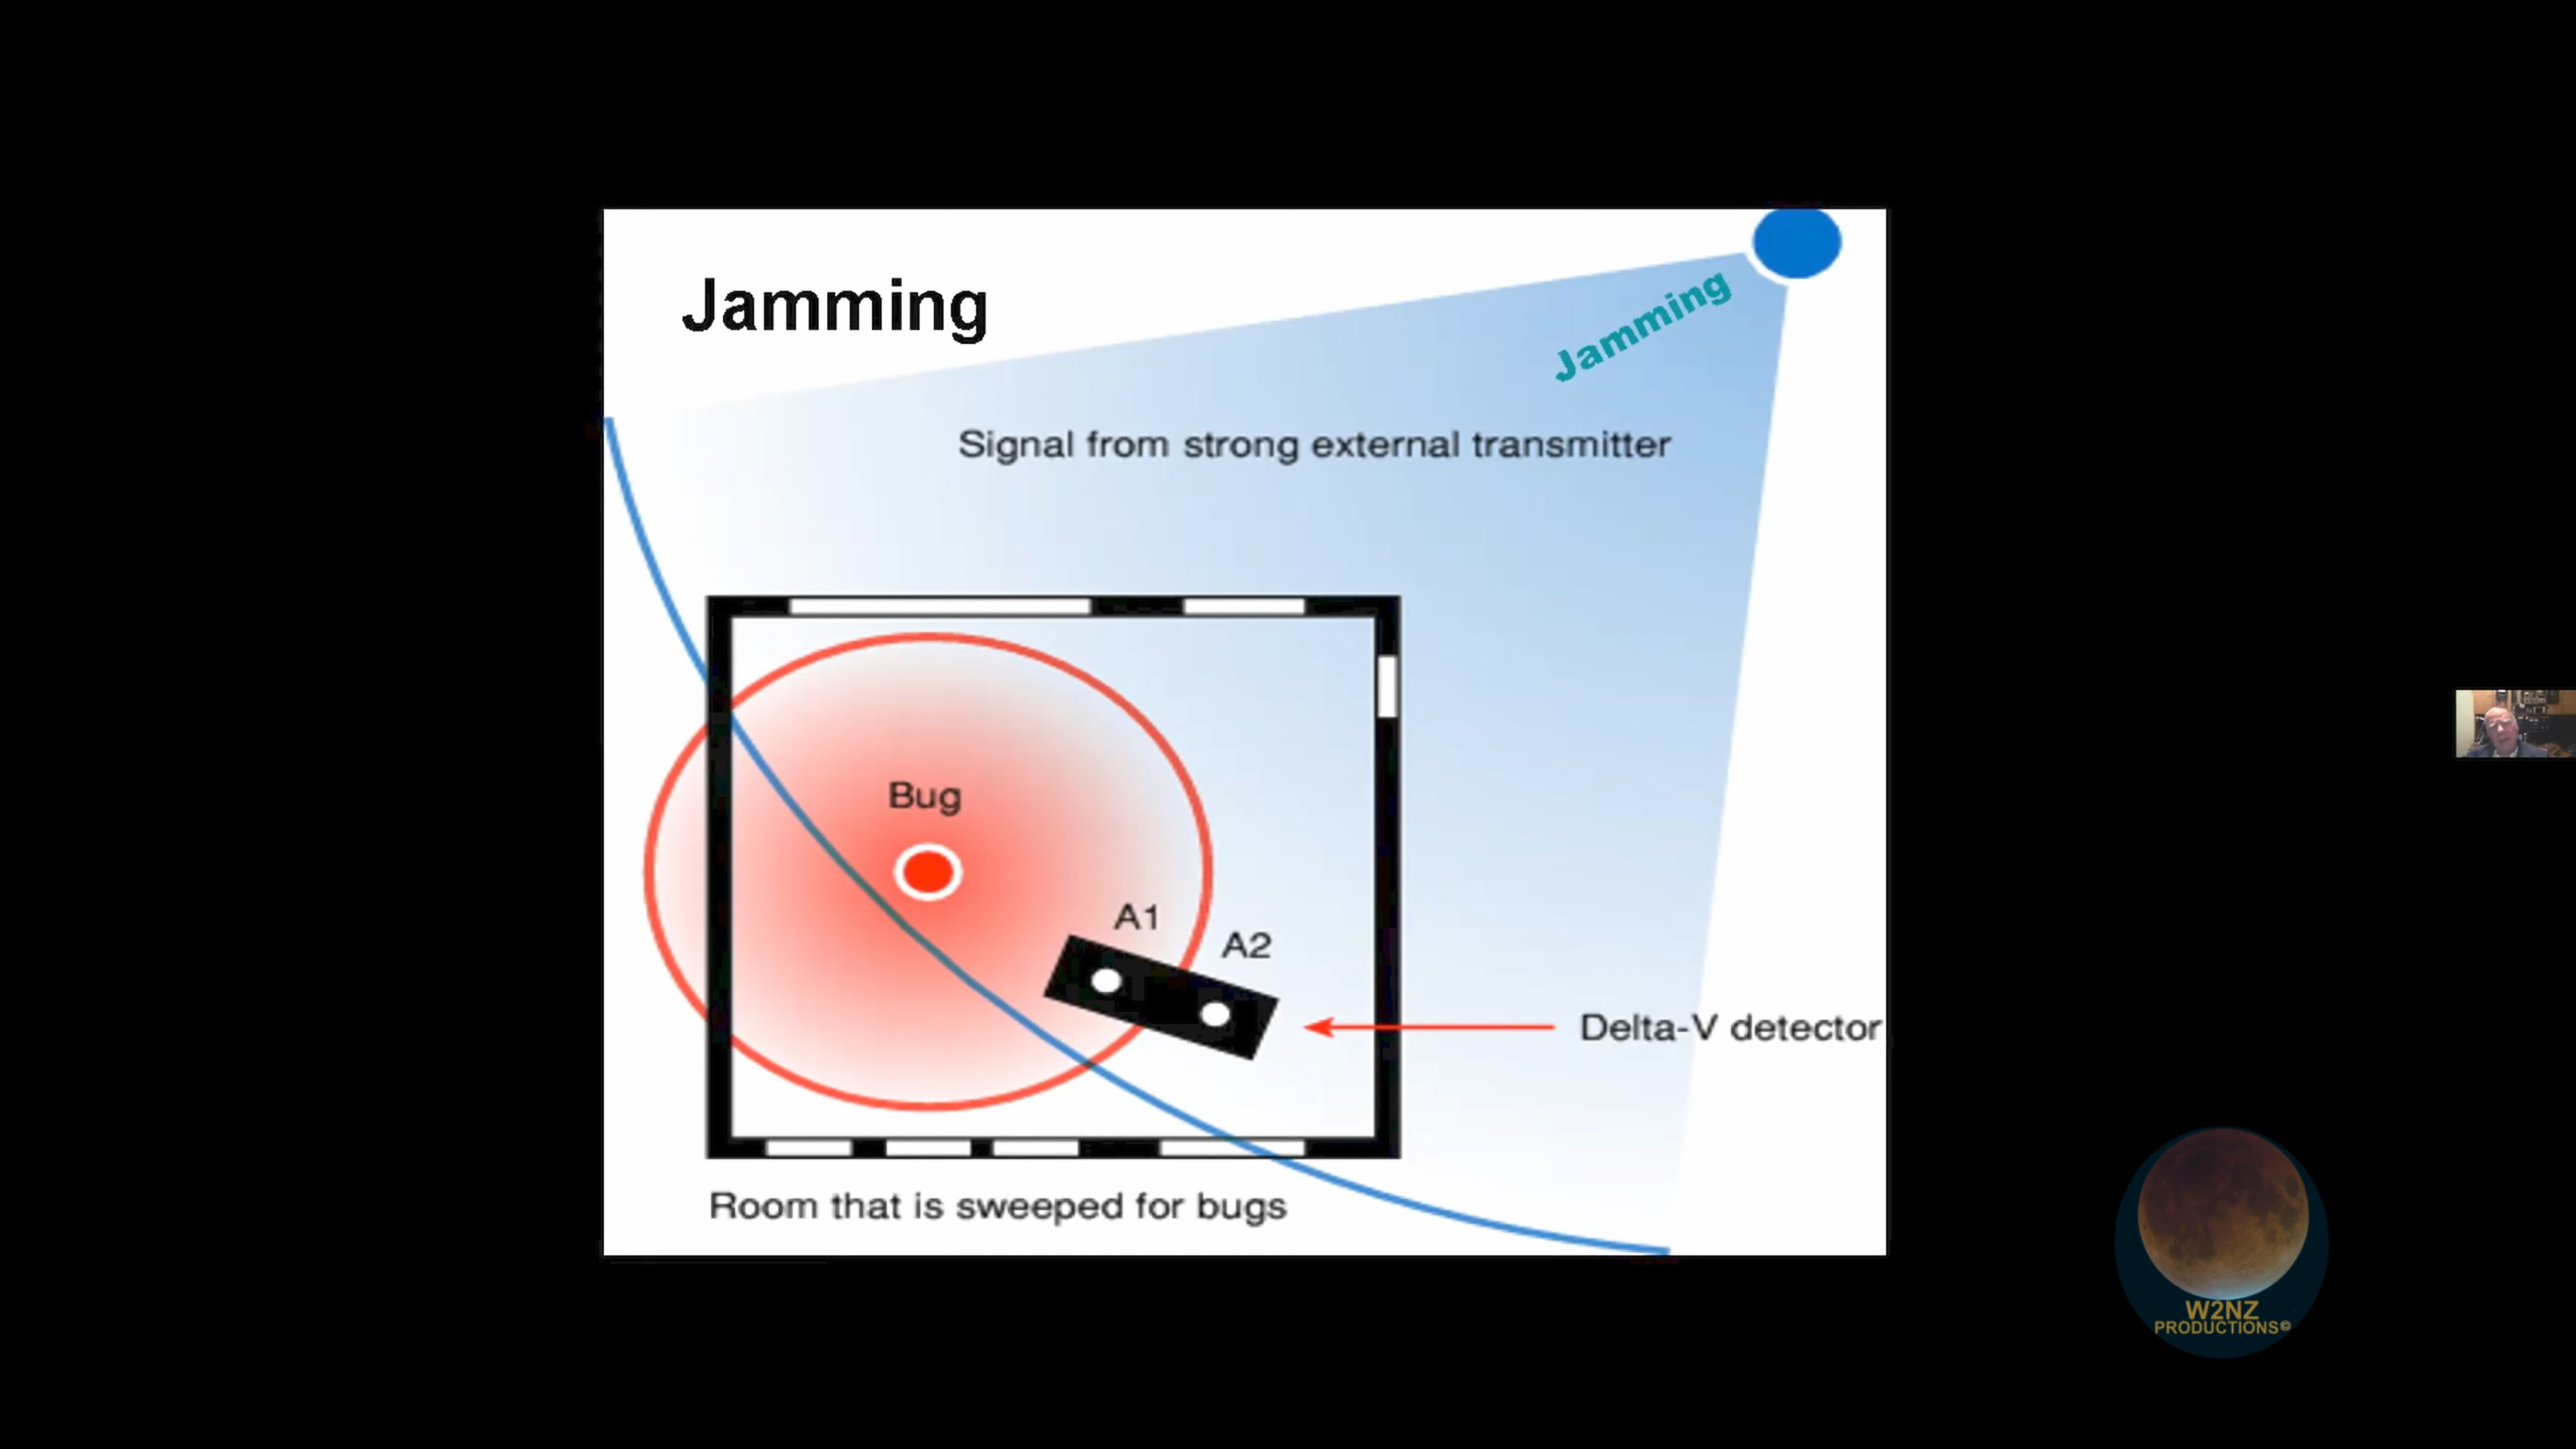 Jamming
Jamming
Signal from strong external transmitter
Bug
A1
A2
Delta-V detector
Room that is sweeped for bugs
W2NZ
PRODUCTIONS©